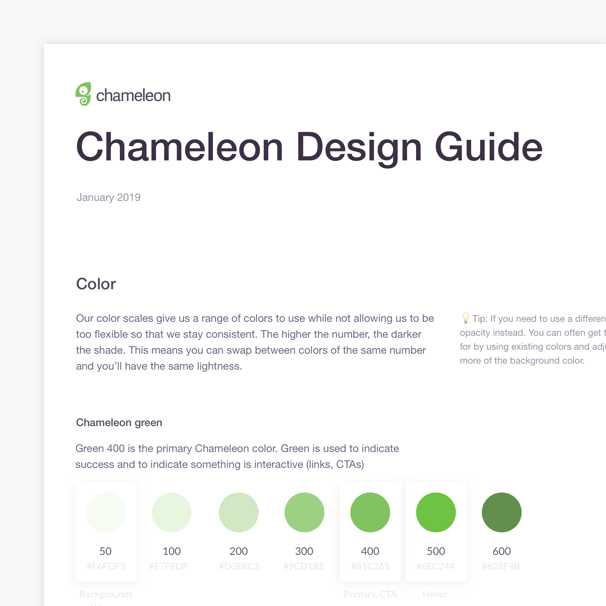 chameleon
Chameleon Design Guide
January 2019
Color
Our color scales give us a range of colors to use while not allowing us to be
too flexible so that we stay consistent. The higher the number, the darker
the shade. This means you can swap between colors of the same number
and you’ll have the same lightness.
💡 Tip: If you need to use a differen
opacity instead. You can often get t
for by using existing colors and adj
more of the background color.
Chameleon green
Green 400 is the primary Chameleon color. Green is used to indicate
success and to indicate something is interactive (links, CTAs)
50 100 200 300 400 500 600
#F6FDF3 #E7F8DF #D0E8C3 #9CD182 #81C261 #6EC244 #628F4B
Backgrounds Primary, CTA Hover,